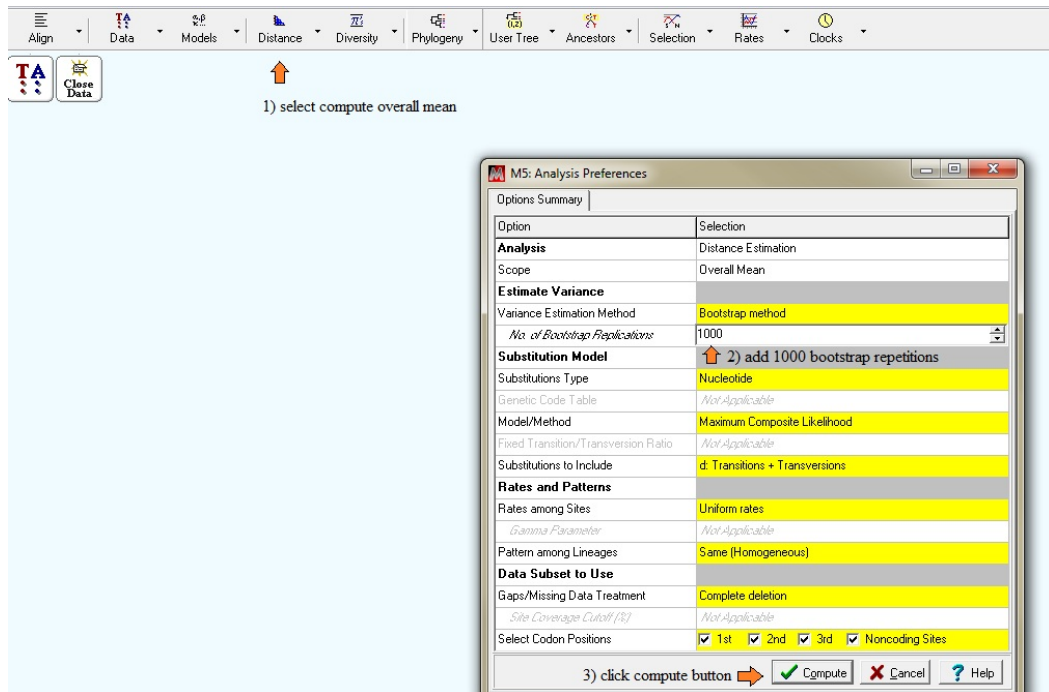 Align Data Models Distance Diversity Phylogeny User Tree Ancestors Selection Rates Clocks
TA Close Data
1) select compute overall mean
M5: Analysis Preferences
Options Summary
Option Selection
Analysis Distance Estimation
Scope Overall Mean
Estimate Variance
Variance Estimation Method Bootstrap method
No. of Bootstrap Replications 1000
Substitution Model 2) add 1000 bootstrap repetitions
Substitutions Type Nucleotide
Genetic Code Table Not Applicable
Model/Method Maximum Composite Likelihood
Fixed Transition/Transversion Ratio Not Applicable
Substitutions to Include d: Transitions + Transversions
Rates and Patterns
Rates among Sites Uniform rates
Gamma Parameter Not Applicable
Pattern among Lineages Same (Homogeneous)
Data Subset to Use
Gaps/Missing Data Treatment Complete deletion
Site Coverage Cutoff (%) Not Applicable
Select Codon Positions 1st 2nd 3rd Noncoding Sites
3) click compute button Compute Cancel ? Help